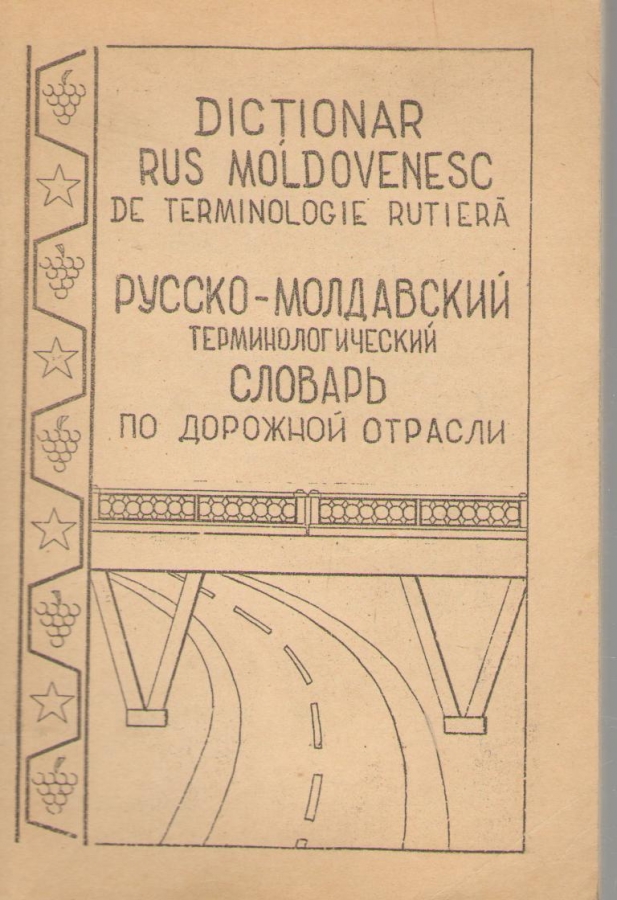 DICȚIONAR
RUS MOLDOVENESC
DE TERMINOLOGIE RUTIERĂ
РУССКО-МОЛДАВСКИЙ
ТЕРМИНОЛОГИЧЕСКИЙ
СЛОВАРЬ
ПО ДОРОЖНОЙ ОТРАСЛИ